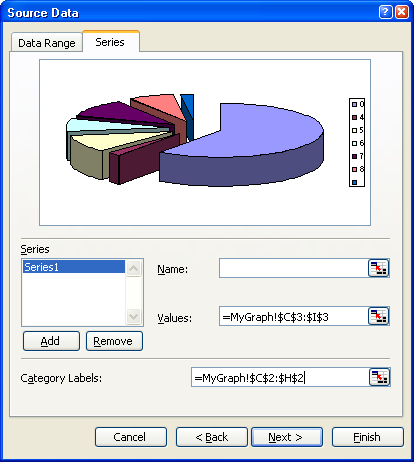 Source Data
Data Range Series
0
4
5
6
7
8
Series
Series1
Name:
Values: =MyGraph!$C$3:$I$3
Add Remove
Category Labels: =MyGraph!$C$2:$H$2
Cancel < Back Next > Finish